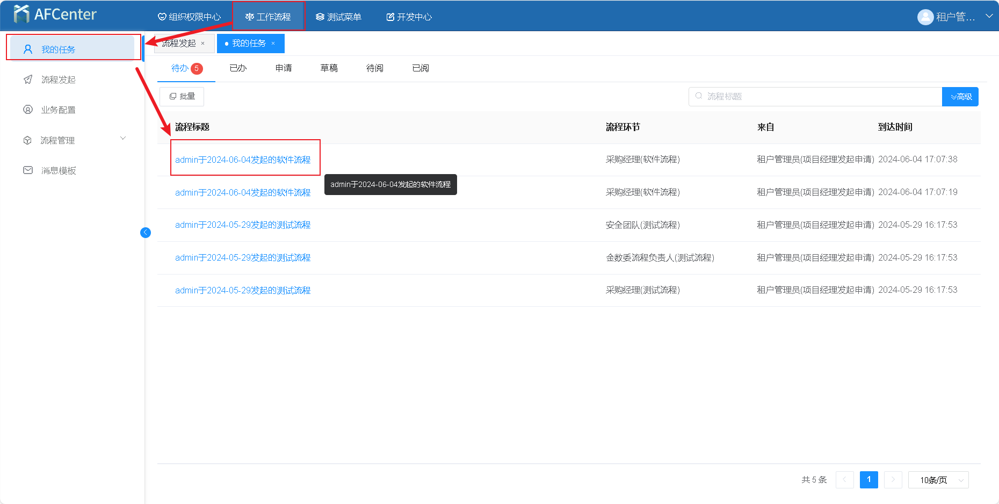 AFCenter
组织权限中心
工作流程
测试菜单
开发中心
租户管...
我的任务
流程发起
业务配置
流程管理
消息模板
流程发起 ×
我的任务 ×
待办 5
已办
申请
草稿
待阅
已阅
批量
流程标题
高级
流程标题 流程环节 来自 到达时间
admin于2024-06-04发起的软件流程 采购经理(软件流程) 租户管理员(项目经理发起申请) 2024-06-04 17:07:38
admin于2024-06-04发起的软件流程
admin于2024-06-04发起的软件流程 采购经理(软件流程) 租户管理员(项目经理发起申请) 2024-06-04 17:07:19
admin于2024-05-29发起的测试流程 安全团队(测试流程) 租户管理员(项目经理发起申请) 2024-05-29 16:17:53
admin于2024-05-29发起的测试流程 金数委流程负责人(测试流程) 租户管理员(项目经理发起申请) 2024-05-29 16:17:53
admin于2024-05-29发起的测试流程 采购经理(测试流程) 租户管理员(项目经理发起申请) 2024-05-29 16:17:53
共 5 条
1
10条/页